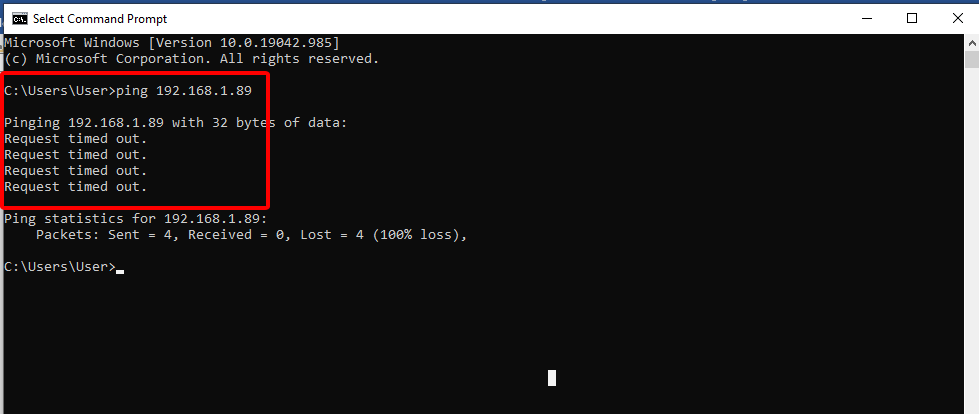 Select Command Prompt
Microsoft Windows [Version 10.0.19042.985]
(c) Microsoft Corporation. All rights reserved.
C:\Users\User>ping 192.168.1.89
Pinging 192.168.1.89 with 32 bytes of data:
Request timed out.
Request timed out.
Request timed out.
Request timed out.
Ping statistics for 192.168.1.89:
    Packets: Sent = 4, Received = 0, Lost = 4 (100% loss),
C:\Users\User>